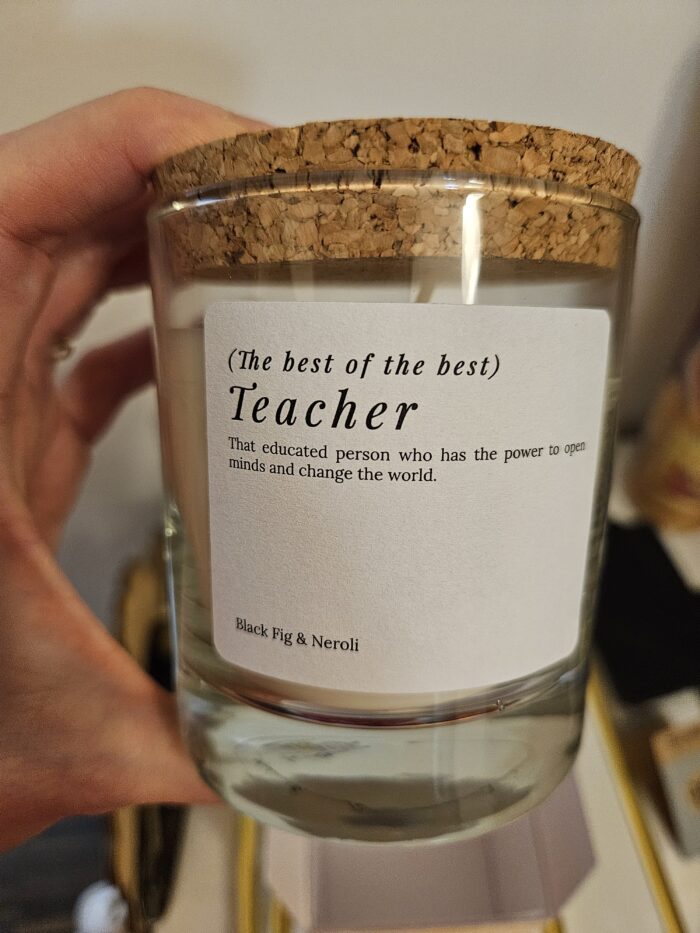 (The best of the best)
Teacher
That educated person who has the power to open
minds and change the world.
Black Fig & Neroli